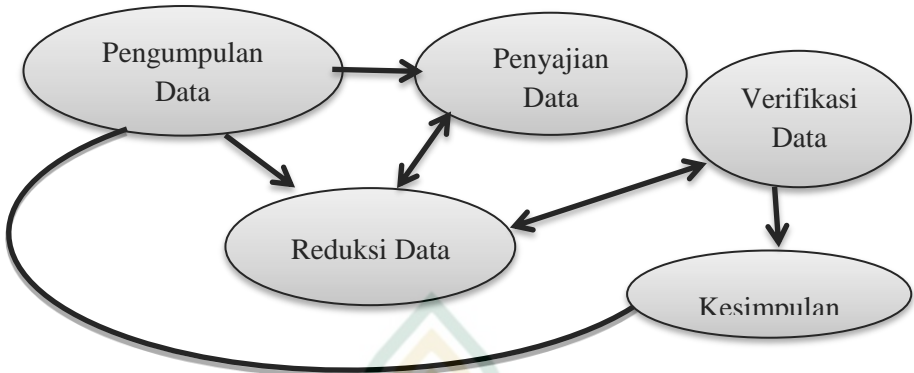 Pengumpulan
Data
Penyajian
Data
Verifikasi
Data
Reduksi Data
Kesimpulan